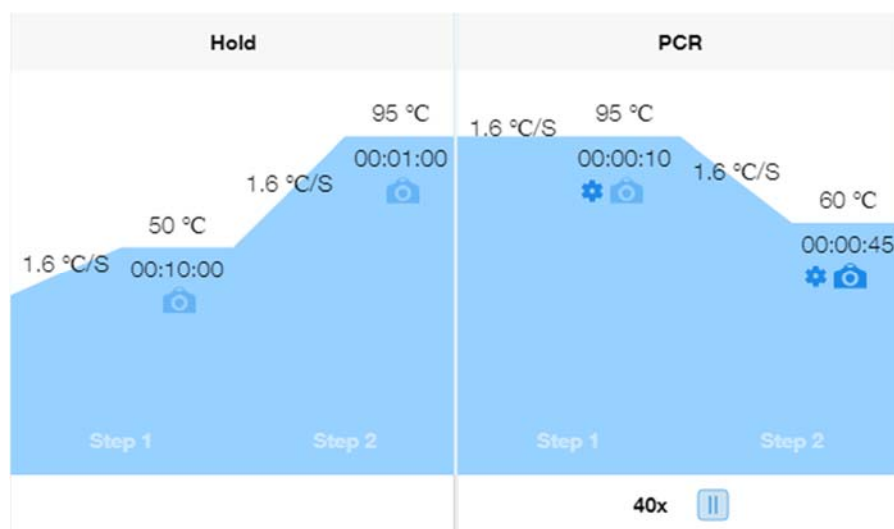 Hold
PCR
95 °C
1.6 °C/S
00:01:00
1.6 °C/S
50 °C
1.6 °C/S
00:10:00
Step 1
Step 2
1.6 °C/S
95 °C
00:00:10
1.6 °C/S
60 °C
00:00:45
Step 1
Step 2
40x